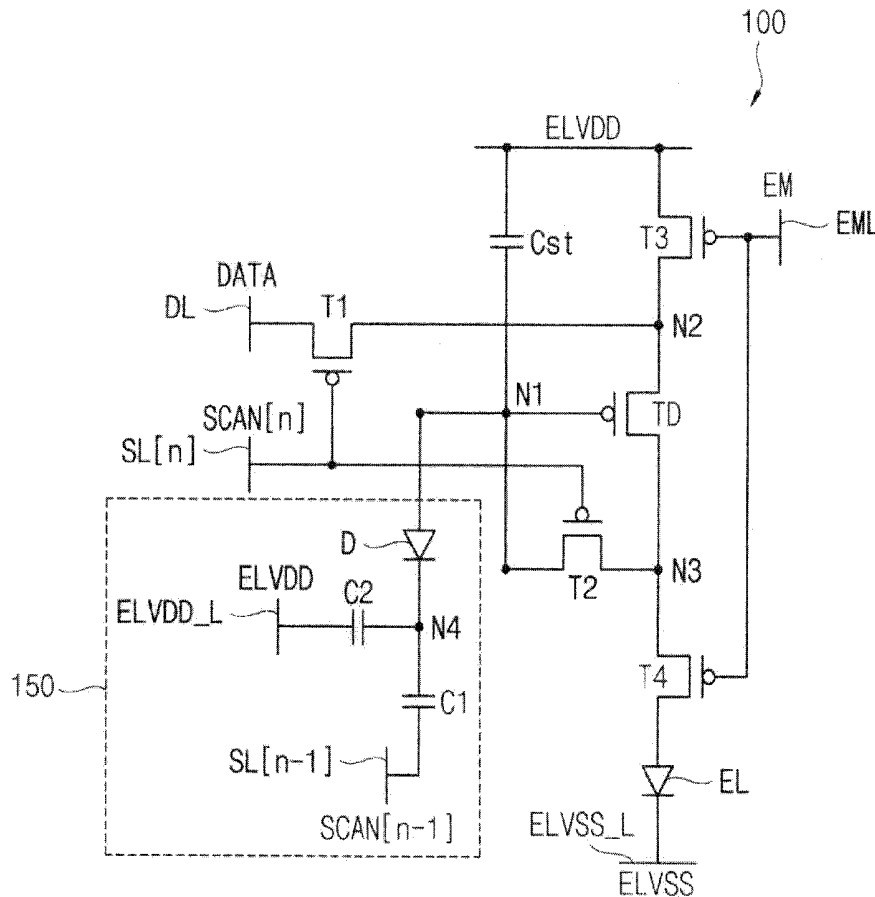 100
ELVDD
EM
EML
T3
Cst
DATA
DL
T1
N2
N1
TD
SCAN[n]
SL[n]
D
T2
N3
ELVDD
C2
ELVDD_L
N4
150
T4
C1
SL[n-1]
EL
SCAN[n-1]
ELVSS_L
ELVSS